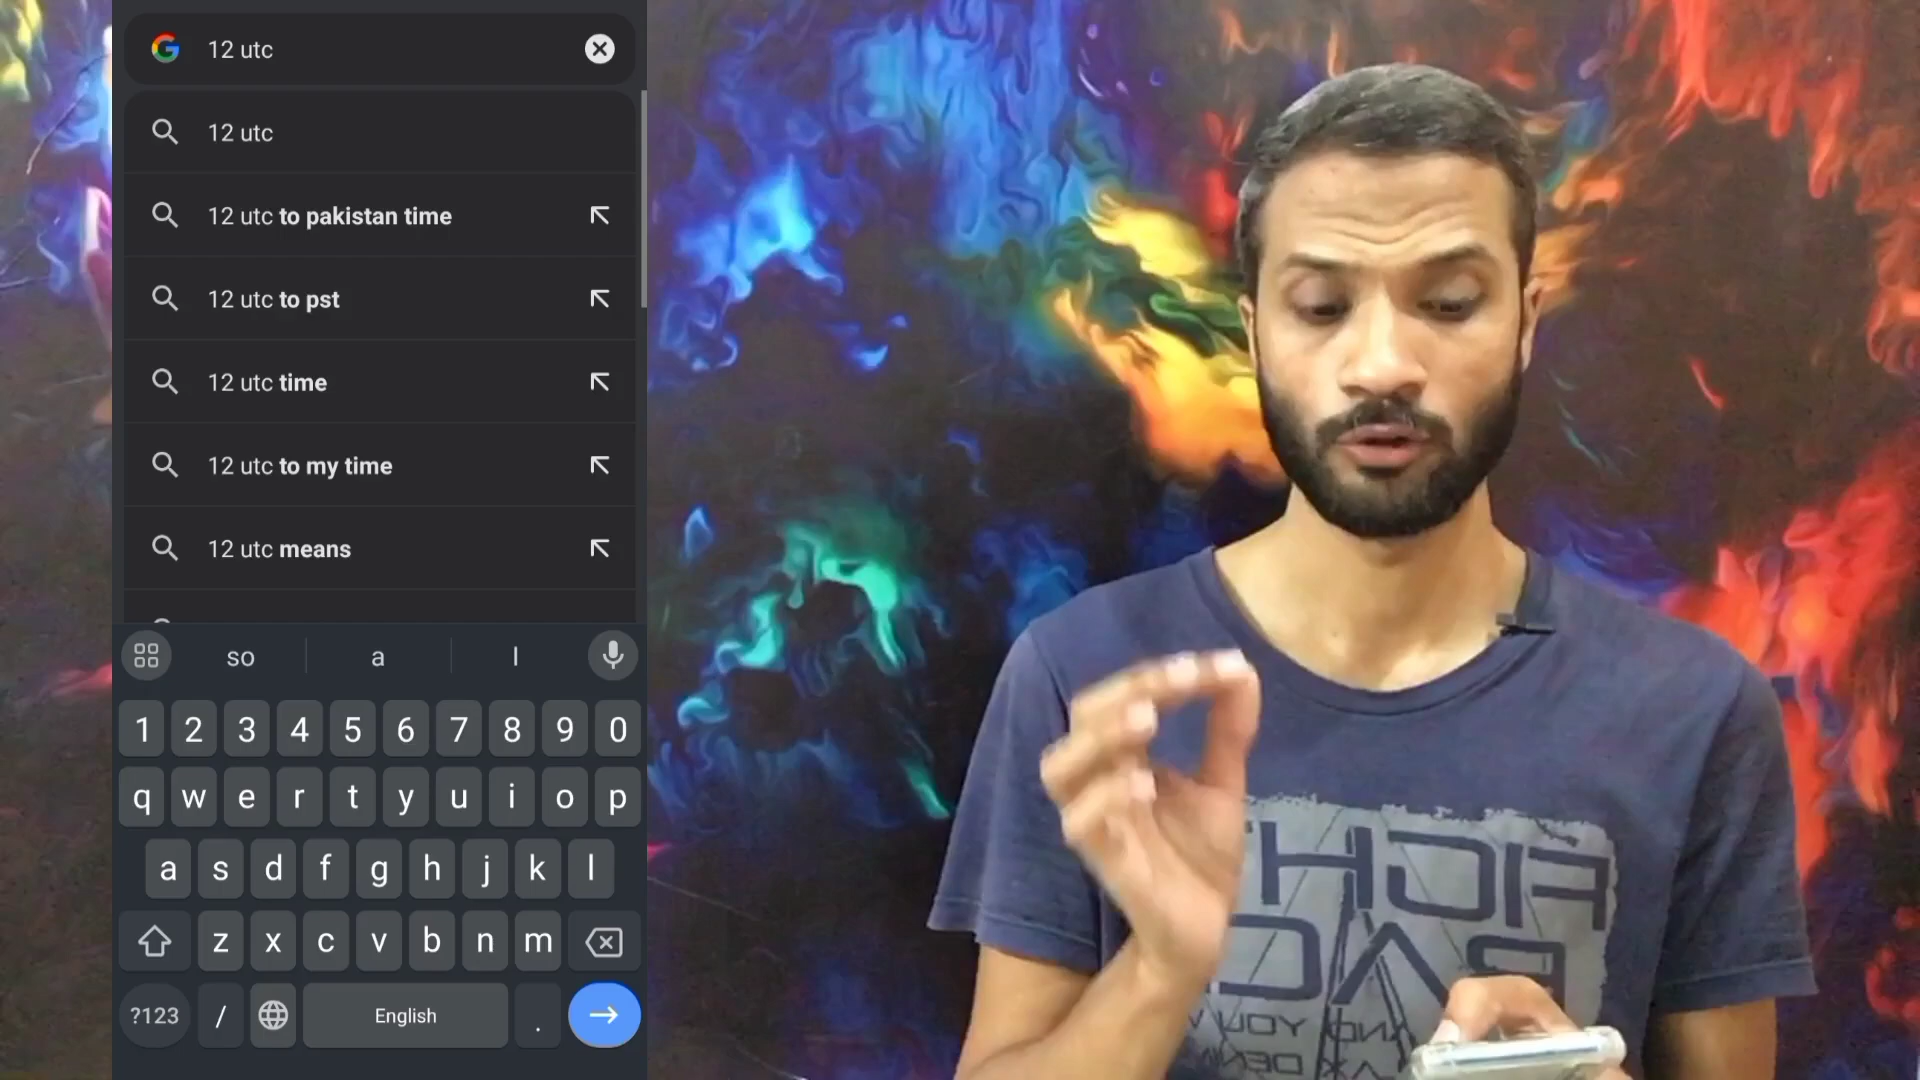 12 utc
12 utc
12 utc to pakistan time
12 utc to pst
12 utc time
12 utc to my time
12 utc means
so a I
1 2 3 4 5 6 7 8 9 0
q w e r t y u i o p
a s d f g h j k l
z x c v b n m
?123 / English .